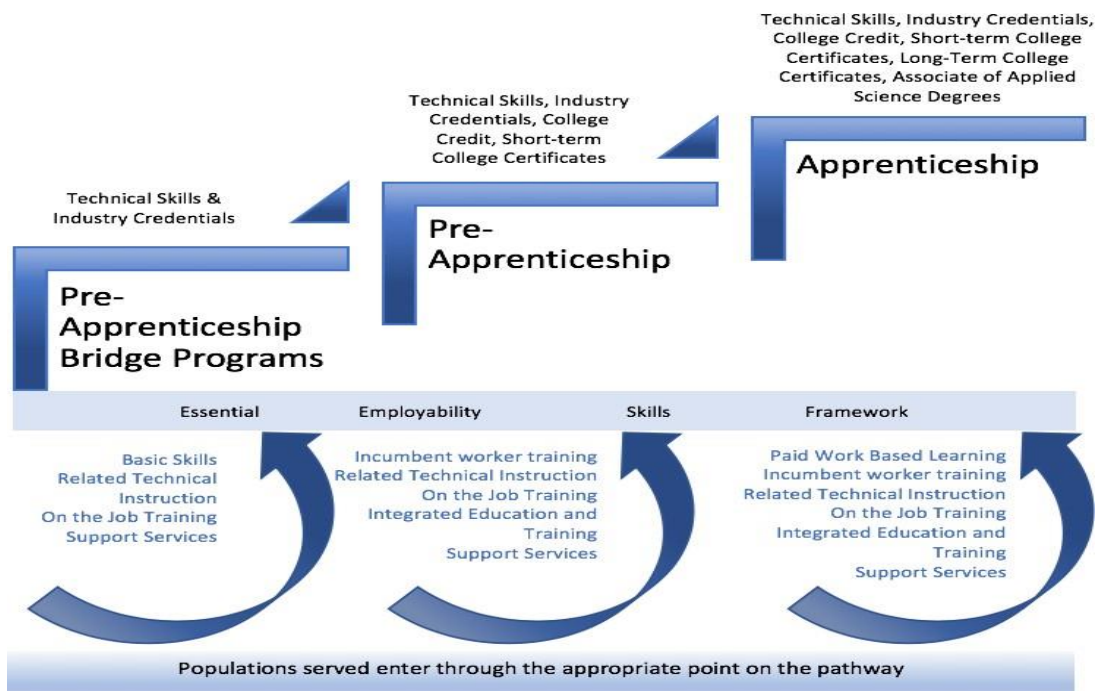 Technical Skills, Industry Credentials,
College Credit, Short-term College
Certificates, Long-Term College
Certificates, Associate of Applied
Science Degrees
Apprenticeship
Technical Skills, Industry
Credentials, College
Credit, Short-term
College Certificates
Pre-
Apprenticeship
Technical Skills &
Industry Credentials
Pre-
Apprenticeship
Bridge Programs
Essential Employability Skills Framework
Basic Skills
Related Technical
Instruction
On the Job Training
Support Services
Incumbent worker training
Related Technical Instruction
On the Job Training
Integrated Education and
Training
Support Services
Paid Work Based Learning
Incumbent worker training
Related Technical Instruction
On the Job Training
Integrated Education and
Training
Support Services
Populations served enter through the appropriate point on the pathway